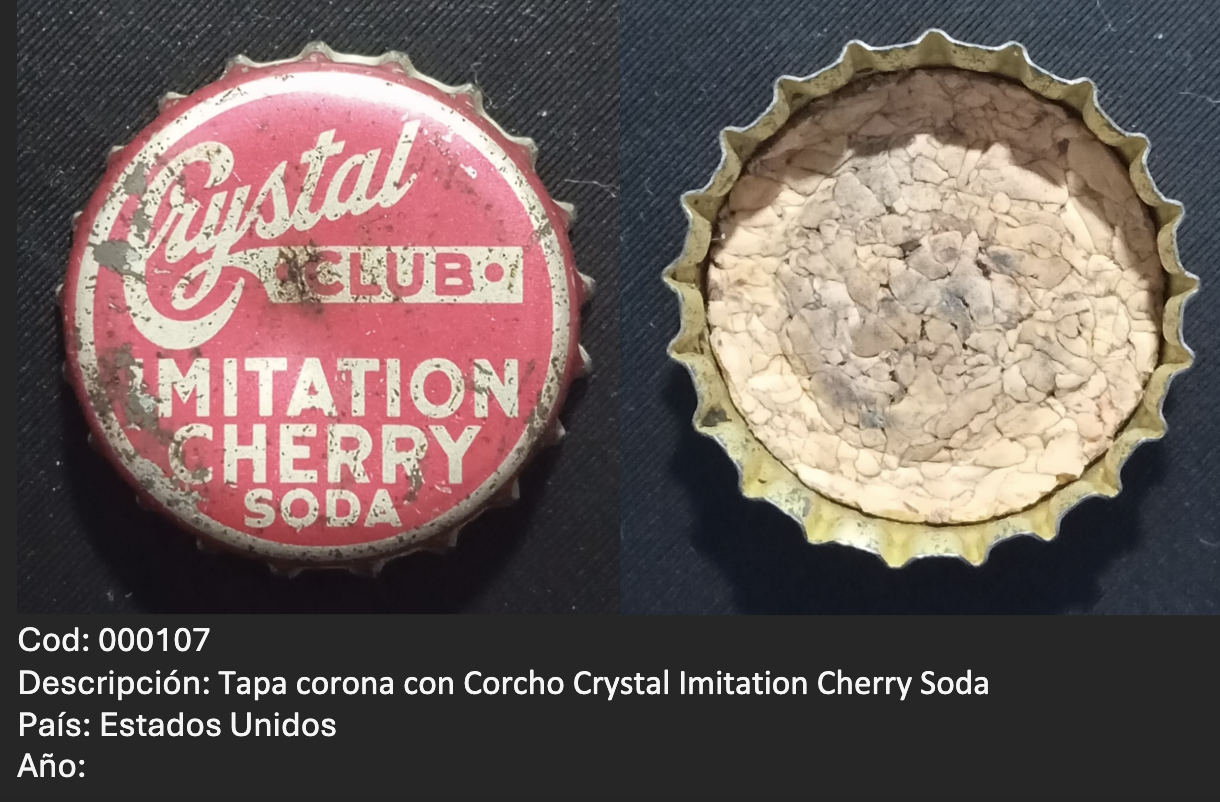 Crystal
CLUB
IMITATION
CHERRY
SODA
Cod: 000107
Descripción: Tapa corona con Corcho Crystal Imitation Cherry Soda
País: Estados Unidos
Año: